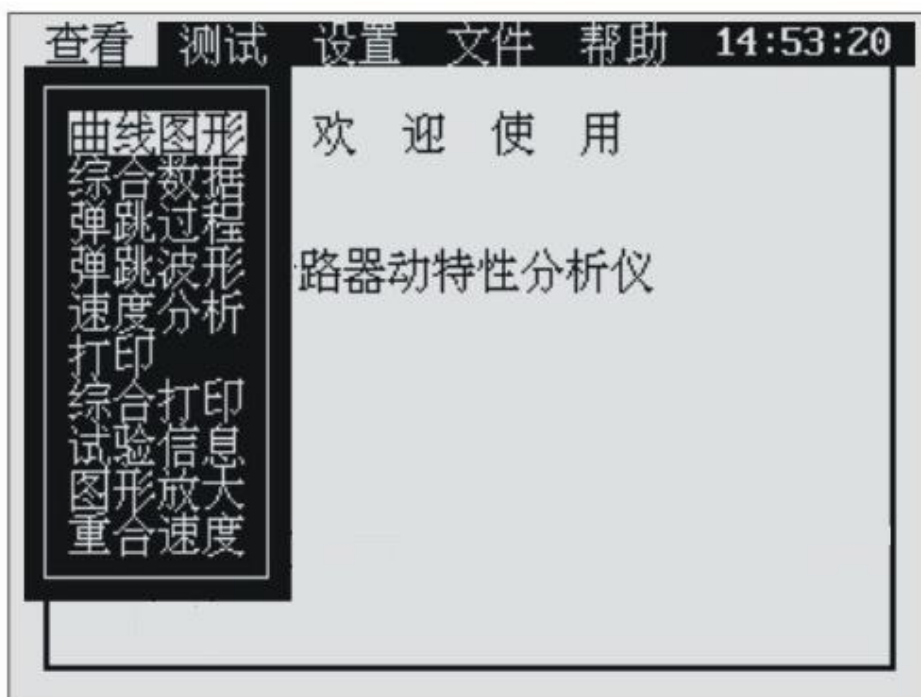 查看 测试 设置 文件 帮助 14:53:20
曲线图形
综合数据
弹跳过程
弹跳波形
速度分析
打印
综合打印
试验信息
图形放大
重合速度
欢 迎 使 用
路器动特性分析仪